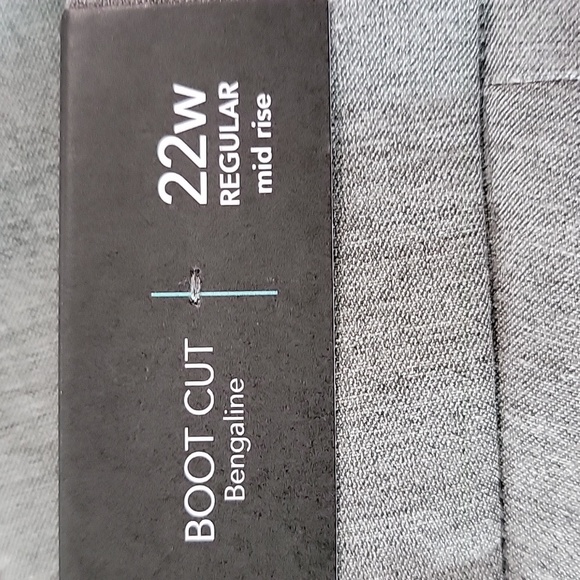 BOOT CUT
Bengaline
22W
REGULAR
mid rise